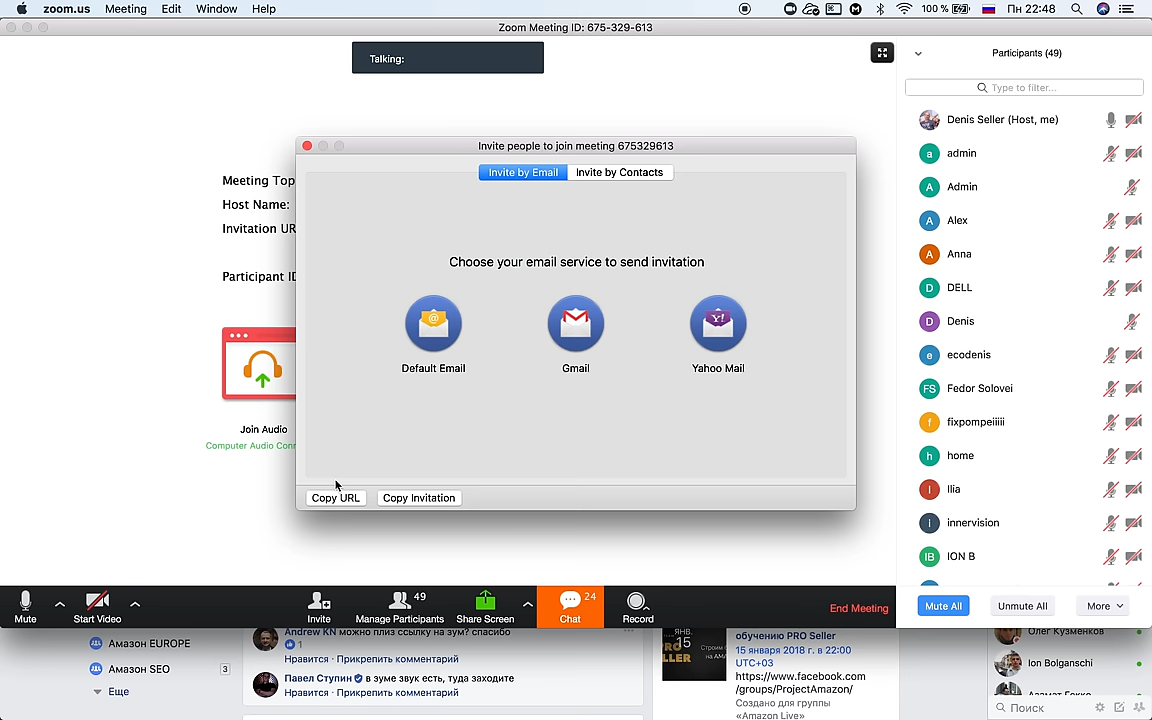 zoom.us Meeting Edit Window Help
100 % Пн 22:48
Zoom Meeting ID: 675-329-613
Talking:
Participants (49)
Type to filter...
Meeting Top
Host Name:
Invitation UR
Participant ID
Join Audio
Computer Audio Conn
Invite people to join meeting 675329613
Invite by Email Invite by Contacts
Choose your email service to send invitation
@
Y!
Default Email Gmail Yahoo Mail
Copy URL Copy Invitation
Denis Seller (Host, me)
a admin
A Admin
A Alex
A Anna
D DELL
D Denis
e ecodenis
FS Fedor Solovei
f fixpompeiiii
h home
I Ilia
i innervision
IB ION B
Mute All Unmute All More
Mute
Start Video
Invite
49
Manage Participants
Share Screen
24
Chat
Record
End Meeting
Амазон EUROPE
Амазон SEO 3
Еще
Andrew KN можно плиз ссылку на зум? спасибо
1
Нравится · Прикрепить комментарий
Павел Ступин в зуме звук есть, туда заходите
Нравится · Прикрепить комментарий
ЯНВ.
15
обучению PRO Seller
15 января 2018 г. в 22:00
UTC+03
https://www.facebook.com
/groups/ProjectAmazon/
Создано для группы
«Amazon Live»
Олег Кузменков
Ion Bolganschi
Азамат Гокко
Поиск